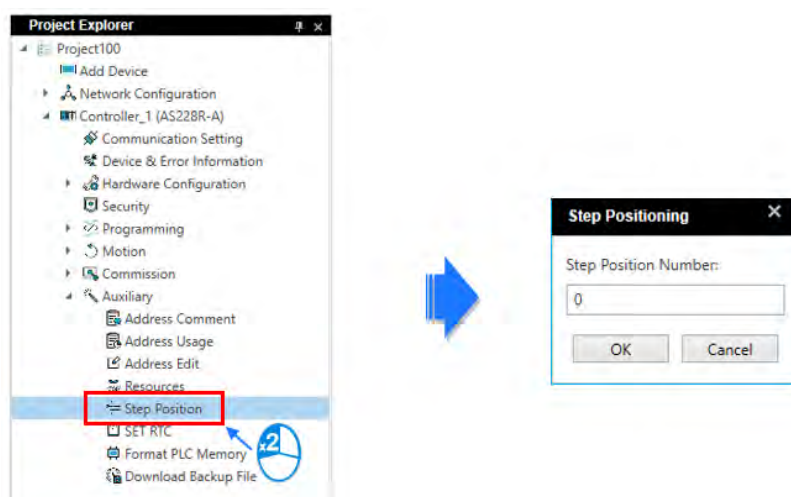 Project Explorer
Project100
Add Device
Network Configuration
Controller_1 (AS228R-A)
Communication Setting
Device & Error Information
Hardware Configuration
Security
Programming
Motion
Commission
Auxiliary
Address Comment
Address Usage
Address Edit
Resources
Step Position
SET RTC
x2
Format PLC Memory
Download Backup File
Step Positioning
Step Position Number:
0
OK Cancel